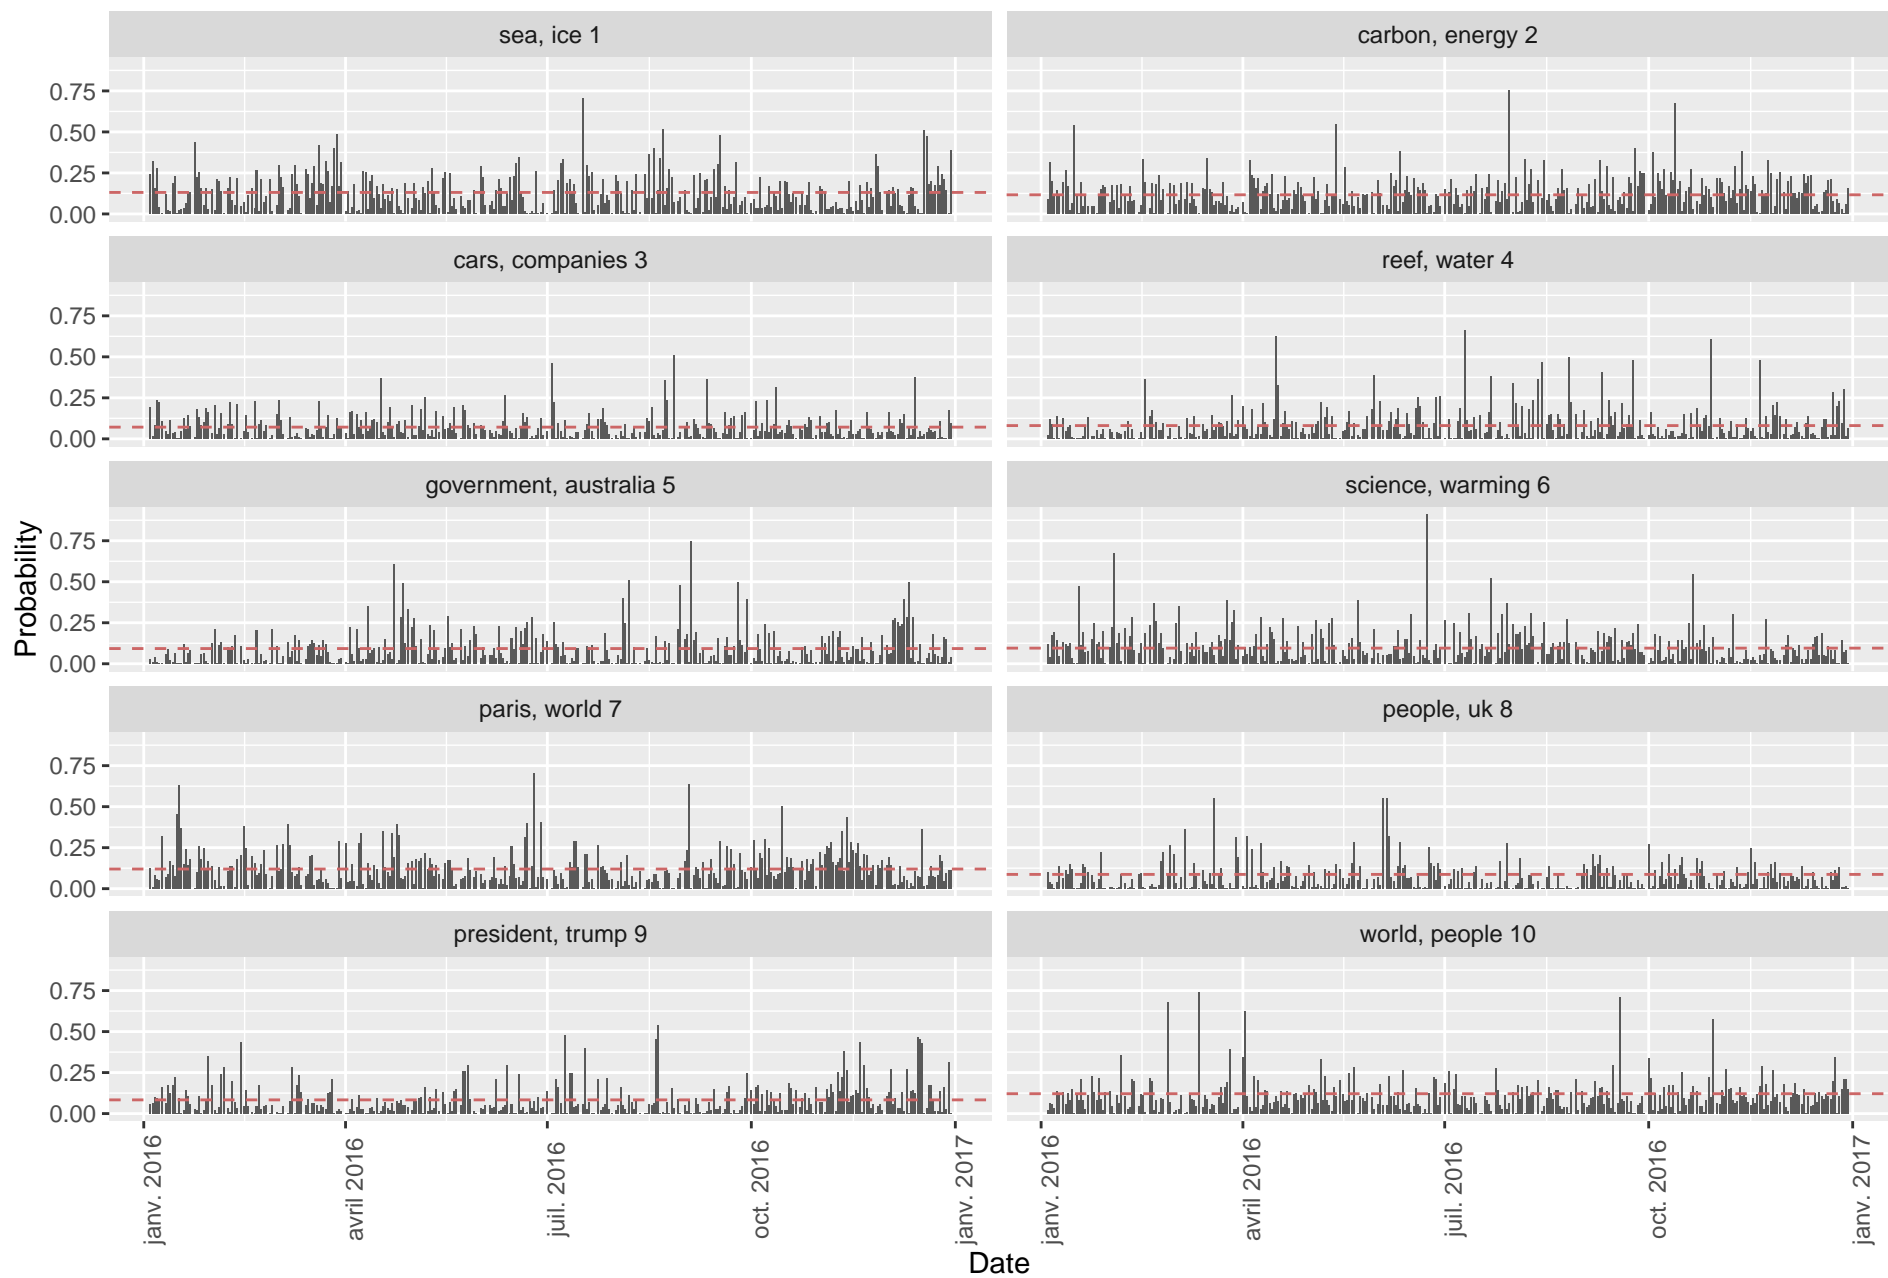 sea, ice 1
carbon, energy 2
0.75
0.50
0.25
0.00
cars, companies 3
reef, water 4
0.75
0.50
0.25
0.00
government, australia 5
science, warming 6
0.75
0.50
0.25
0.00
Probability
paris, world 7
people, uk 8
0.75
0.50
0.25
0.00
president, trump 9
world, people 10
0.75
0.50
0.25
0.00
janv. 2016
avril 2016
juil. 2016
oct. 2016
janv. 2017
janv. 2016
avril 2016
juil. 2016
oct. 2016
janv. 2017
Date